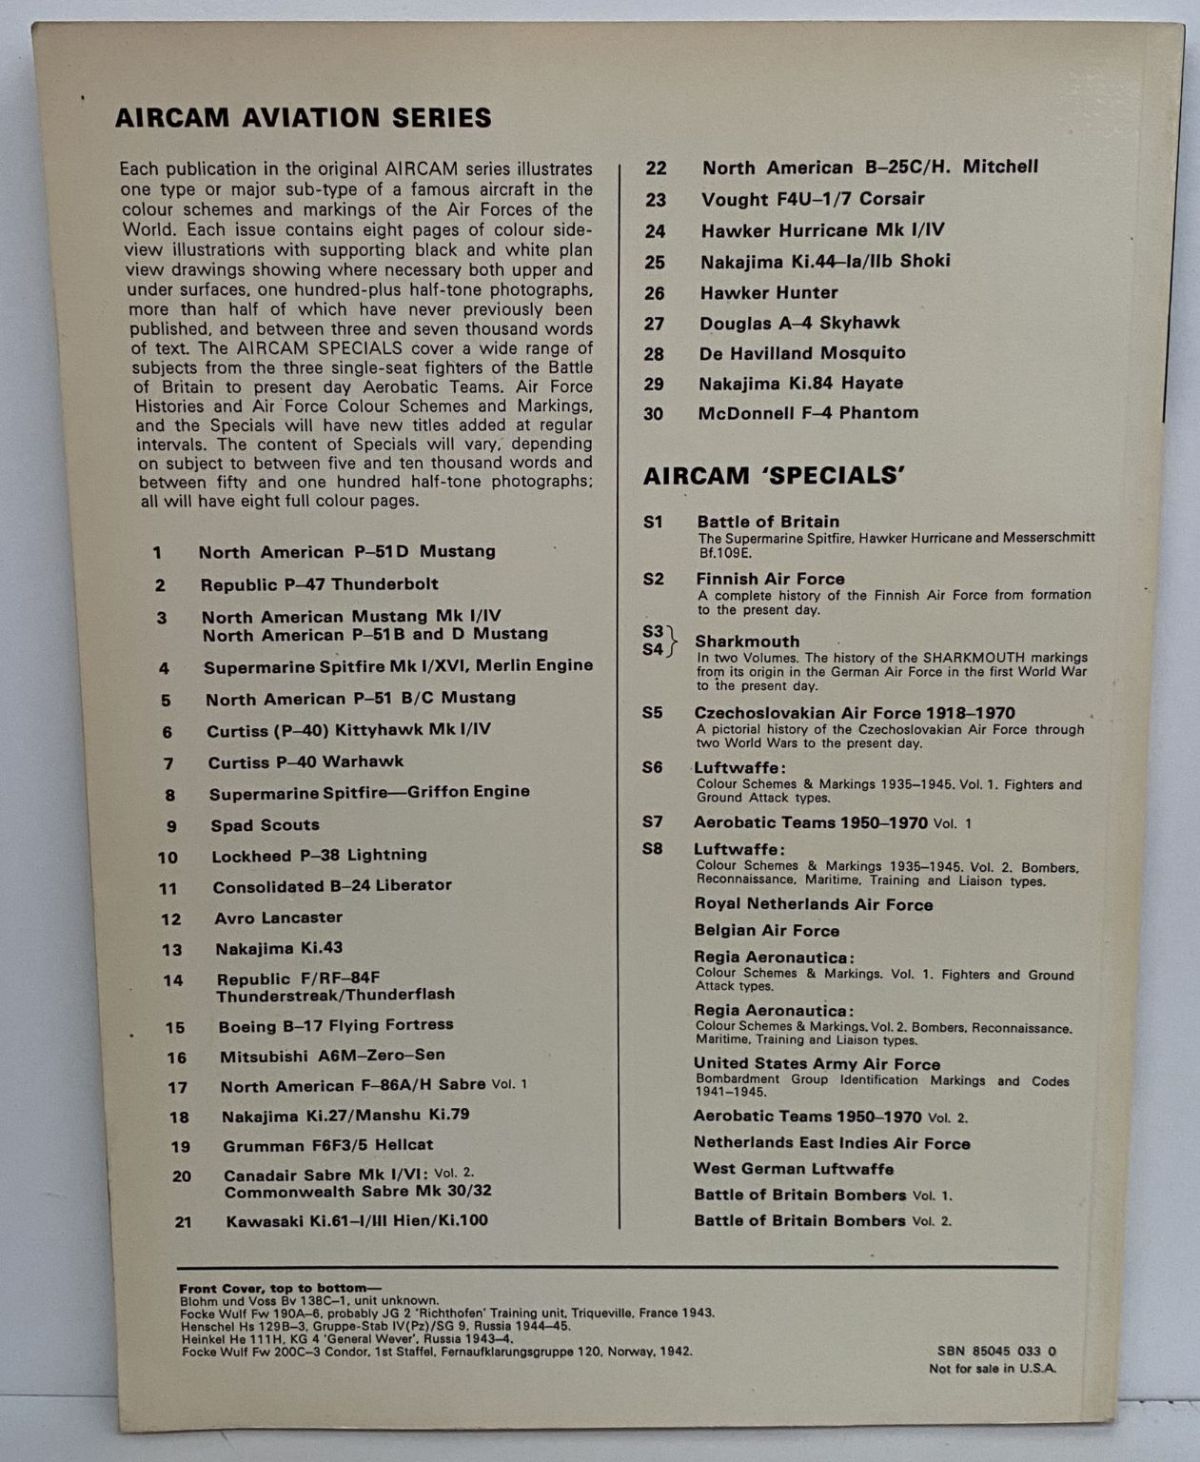 AIRCAM AVIATION SERIES
Each publication in the original AIRCAM series illustrates
one type or major sub-type of a famous aircraft in the
colour schemes and markings of the Air Forces of the
World. Each issue contains eight pages of colour side-
view illustrations with supporting black and white plan
view drawings showing where necessary both upper and
under surfaces, one hundred-plus half-tone photographs,
more than half of which have never previously been
published, and between three and seven thousand words
of text. The AIRCAM SPECIALS cover a wide range of
subjects from the three single-seat fighters of the Battle
of Britain to present day Aerobatic Teams. Air Force
Histories and Air Force Colour Schemes and Markings,
and the Specials will have new titles added at regular
intervals. The content of Specials will vary, depending
on subject to between five and ten thousand words and
between fifty and one hundred half-tone photographs;
all will have eight full colour pages.
1 North American P–51D Mustang
2 Republic P–47 Thunderbolt
3 North American Mustang Mk I/IV
North American P–51B and D Mustang
4 Supermarine Spitfire Mk I/XVI, Merlin Engine
5 North American P–51 B/C Mustang
6 Curtiss (P–40) Kittyhawk Mk I/IV
7 Curtiss P–40 Warhawk
8 Supermarine Spitfire—Griffon Engine
9 Spad Scouts
10 Lockheed P–38 Lightning
11 Consolidated B–24 Liberator
12 Avro Lancaster
13 Nakajima Ki.43
14 Republic F/RF–84F
Thunderstreak/Thunderflash
15 Boeing B–17 Flying Fortress
16 Mitsubishi A6M–Zero–Sen
17 North American F–86A/H Sabre Vol. 1
18 Nakajima Ki.27/Manshu Ki.79
19 Grumman F6F3/5 Hellcat
20 Canadair Sabre Mk I/VI: Vol. 2.
Commonwealth Sabre Mk 30/32
21 Kawasaki Ki.61–I/III Hien/Ki.100
22 North American B–25C/H. Mitchell
23 Vought F4U–1/7 Corsair
24 Hawker Hurricane Mk I/IV
25 Nakajima Ki.44–Ia/IIb Shoki
26 Hawker Hunter
27 Douglas A–4 Skyhawk
28 De Havilland Mosquito
29 Nakajima Ki.84 Hayate
30 McDonnell F–4 Phantom
AIRCAM ‘SPECIALS’
S1 Battle of Britain
The Supermarine Spitfire, Hawker Hurricane and Messerschmitt
Bf.109E.
S2 Finnish Air Force
A complete history of the Finnish Air Force from formation
to the present day.
S3
S4 } Sharkmouth
In two Volumes. The history of the SHARKMOUTH markings
from its origin in the German Air Force in the first World War
to the present day.
S5 Czechoslovakian Air Force 1918–1970
A pictorial history of the Czechoslovakian Air Force through
two World Wars to the present day.
S6 Luftwaffe:
Colour Schemes & Markings 1935–1945. Vol. 1. Fighters and
Ground Attack types.
S7 Aerobatic Teams 1950–1970 Vol. 1
S8 Luftwaffe:
Colour Schemes & Markings 1935–1945. Vol. 2. Bombers,
Reconnaissance, Maritime, Training and Liaison types.
Royal Netherlands Air Force
Belgian Air Force
Regia Aeronautica:
Colour Schemes & Markings. Vol. 1. Fighters and Ground
Attack types.
Regia Aeronautica:
Colour Schemes & Markings. Vol. 2. Bombers, Reconnaissance,
Maritime, Training and Liaison types.
United States Army Air Force
Bombardment Group Identification Markings and Codes
1941–1945.
Aerobatic Teams 1950–1970 Vol. 2.
Netherlands East Indies Air Force
West German Luftwaffe
Battle of Britain Bombers Vol. 1.
Battle of Britain Bombers Vol. 2.
Front Cover, top to bottom—
Blohm und Voss Bv 138C–1, unit unknown.
Focke Wulf Fw 190A–6, probably JG 2 ‘Richthofen’ Training unit, Triqueville, France 1943.
Henschel Hs 129B–3, Gruppe-Stab IV(Pz)/SG 9, Russia 1944–45.
Heinkel He 111H, KG 4 ‘General Wever’, Russia 1943–4.
Focke Wulf Fw 200C–3 Condor, 1st Staffel, Fernaufklarungsgruppe 120, Norway, 1942.
SBN 85045 033 0
Not for sale in U.S.A.